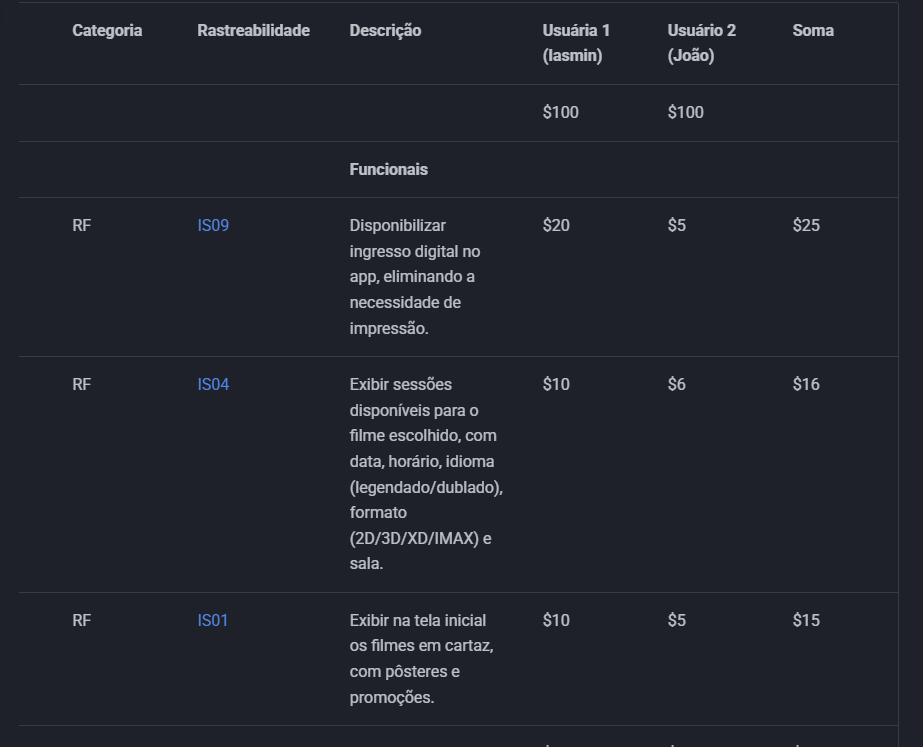 Categoria Rastreabilidade Descrição Usuária 1 (Iasmin) Usuário 2 (João) Soma
$100 $100
Funcionais
RF IS09 Disponibilizar $20 $5 $25
ingresso digital no
app, eliminando a
necessidade de
impressão.
RF IS04 Exibir sessões $10 $6 $16
disponíveis para o
filme escolhido, com
data, horário, idioma
(legendado/dublado),
formato
(2D/3D/XD/IMAX) e
sala.
RF IS01 Exibir na tela inicial $10 $5 $15
os filmes em cartaz,
com pôsteres e
promoções.